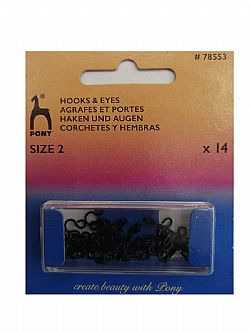 # 78553
HOOKS & EYES
AGRAFES ET PORTES
HAKEN UND AUGEN
CORCHETES Y HEMBRAS
PONY
SIZE 2
x 14
create beauty with Pony